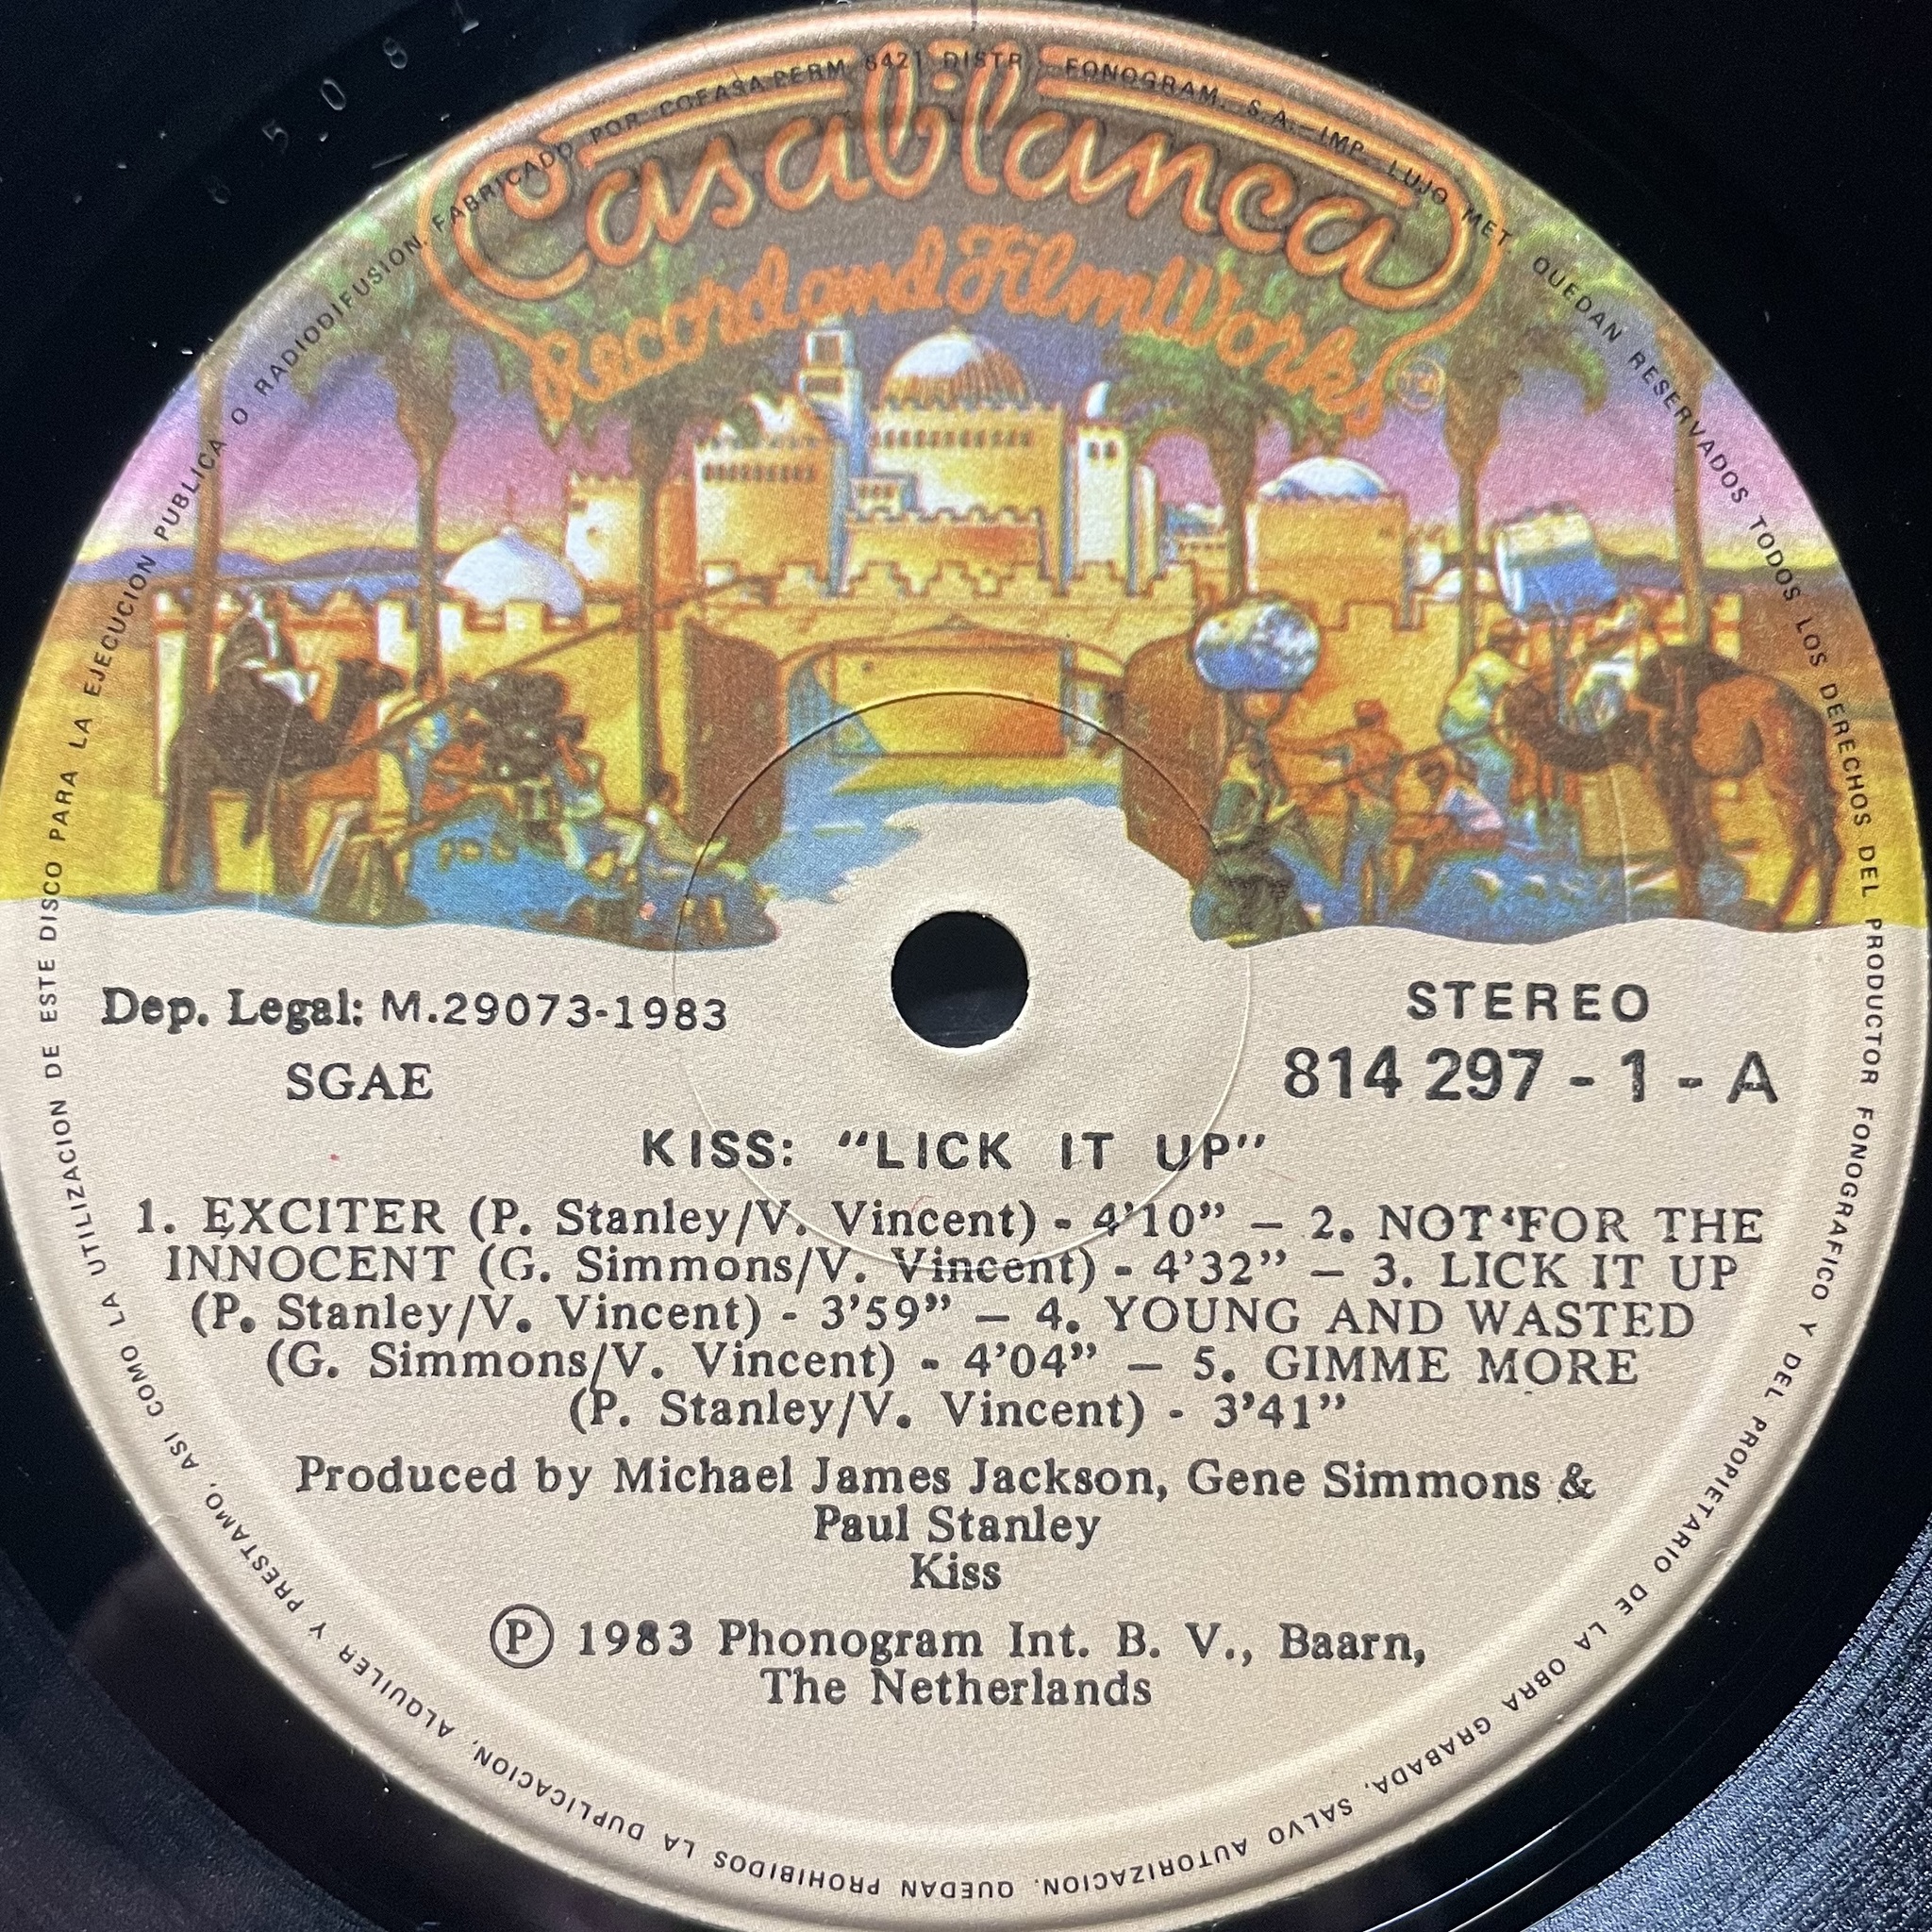 Casablanca
Record and FilmWorks
FABRICADO POR: COFASA-PERM. 6421 DISTR.: FONOGRAM, S.A.-IMP. LUJO MET. QUEDAN RESERVADOS TODOS LOS DERECHOS DEL PRODUCTOR FONOGRAFICO Y DEL PROPIETARIO DE LA OBRA GRABADA, SALVO AUTORIZACION. QUEDAN PROHIBIDOS LA DUPLICACION, ALQUILER Y PRESTAMO, ASI COMO LA UTILIZACION DE ESTE DISCO PARA LA EJECUCION PUBLICA O RADIODIFUSION.
Dep. Legal: M.29073-1983
SGAE
STEREO
814 297 - 1 - A
KISS: "LICK IT UP"
1. EXCITER (P. Stanley/V. Vincent) - 4'10" — 2. NOT FOR THE
INNOCENT (G. Simmons/V. Vincent) - 4'32" — 3. LICK IT UP
(P. Stanley/V. Vincent) - 3'59" — 4. YOUNG AND WASTED
(G. Simmons/V. Vincent) - 4'04" — 5. GIMME MORE
(P. Stanley/V. Vincent) - 3'41"
Produced by Michael James Jackson, Gene Simmons &
Paul Stanley
Kiss
Ⓟ 1983 Phonogram Int. B. V., Baarn,
The Netherlands